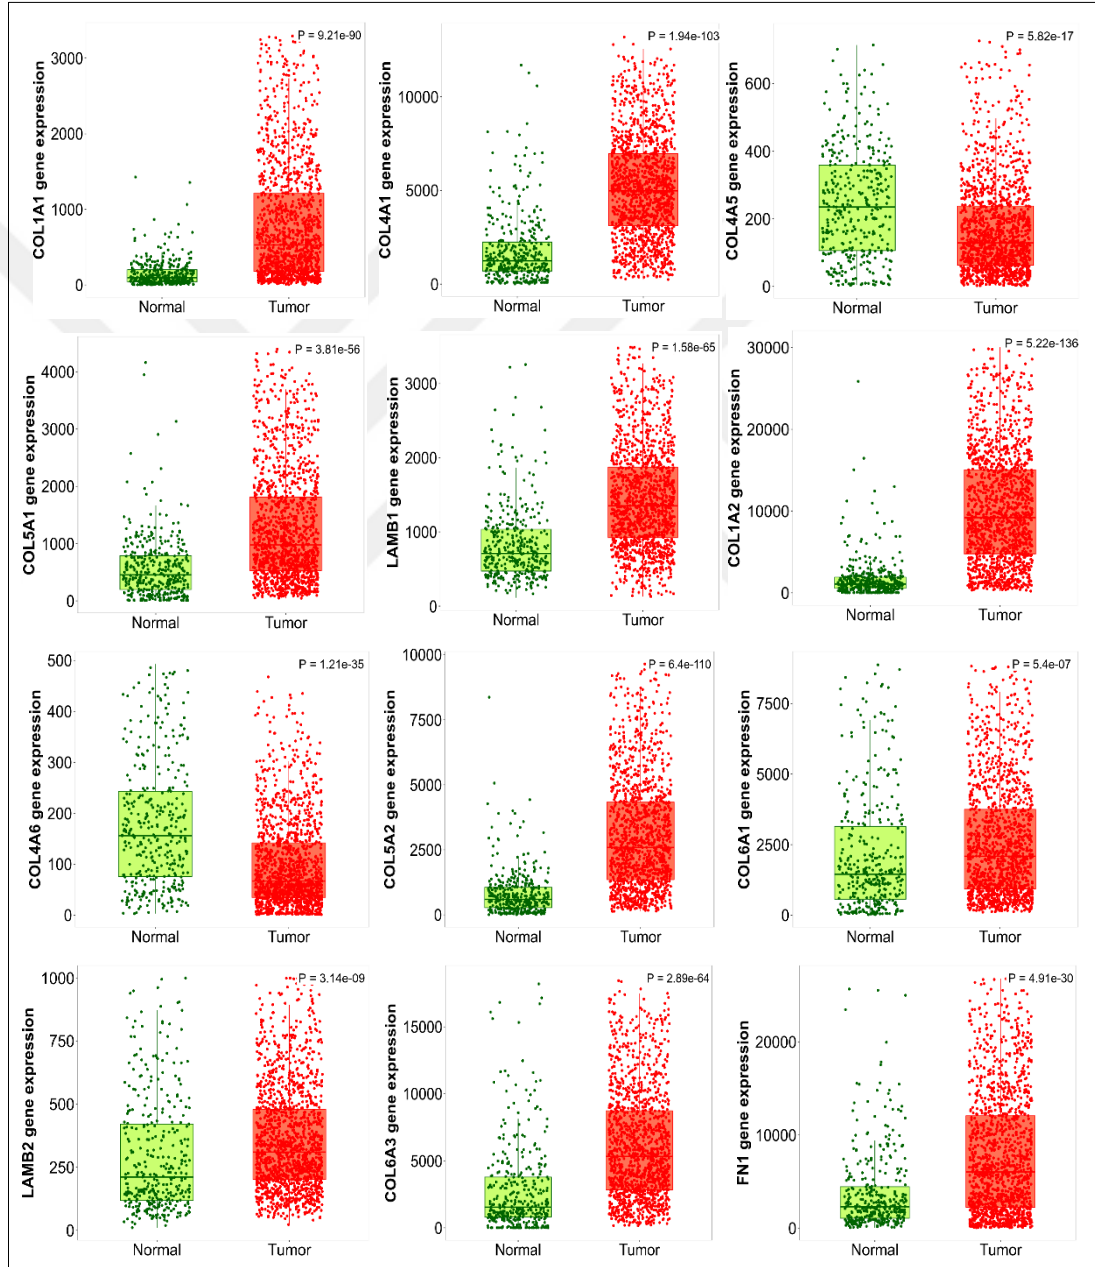 P = 9.21e-90
COL1A1 gene expression
3000
2000
1000
0
Normal Tumor
P = 1.94e-103
COL4A1 gene expression
10000
5000
0
Normal Tumor
P = 5.82e-17
COL4A5 gene expression
600
400
200
0
Normal Tumor
P = 3.81e-56
COL5A1 gene expression
4000
3000
2000
1000
0
Normal Tumor
P = 1.58e-65
LAMB1 gene expression
3000
2000
1000
0
Normal Tumor
P = 5.22e-136
COL1A2 gene expression
30000
20000
10000
0
Normal Tumor
P = 1.21e-35
COL4A6 gene expression
500
400
300
200
100
0
Normal Tumor
P = 6.4e-110
COL5A2 gene expression
10000
7500
5000
2500
0
Normal Tumor
P = 5.4e-07
COL6A1 gene expression
7500
5000
2500
0
Normal Tumor
P = 3.14e-09
LAMB2 gene expression
1000
750
500
250
0
Normal Tumor
P = 2.89e-64
COL6A3 gene expression
15000
10000
5000
0
Normal Tumor
P = 4.91e-30
FN1 gene expression
20000
10000
0
Normal Tumor